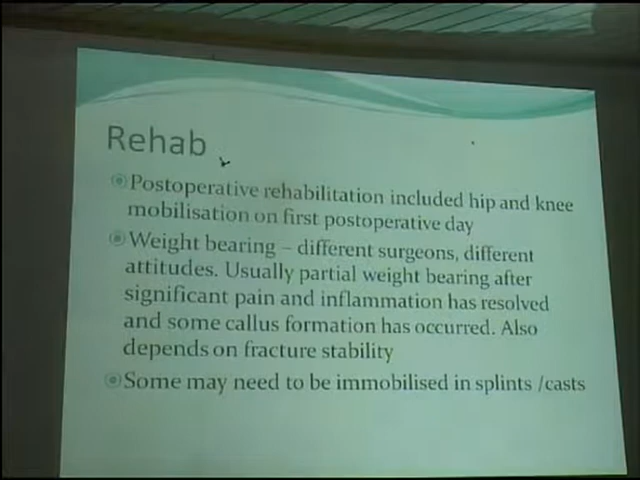 Rehab
Postoperative rehabilitation included hip and knee
mobilisation on first postoperative day
Weight bearing – different surgeons, different
attitudes. Usually partial weight bearing after
significant pain and inflammation has resolved
and some callus formation has occurred. Also
depends on fracture stability
Some may need to be immobilised in splints /casts